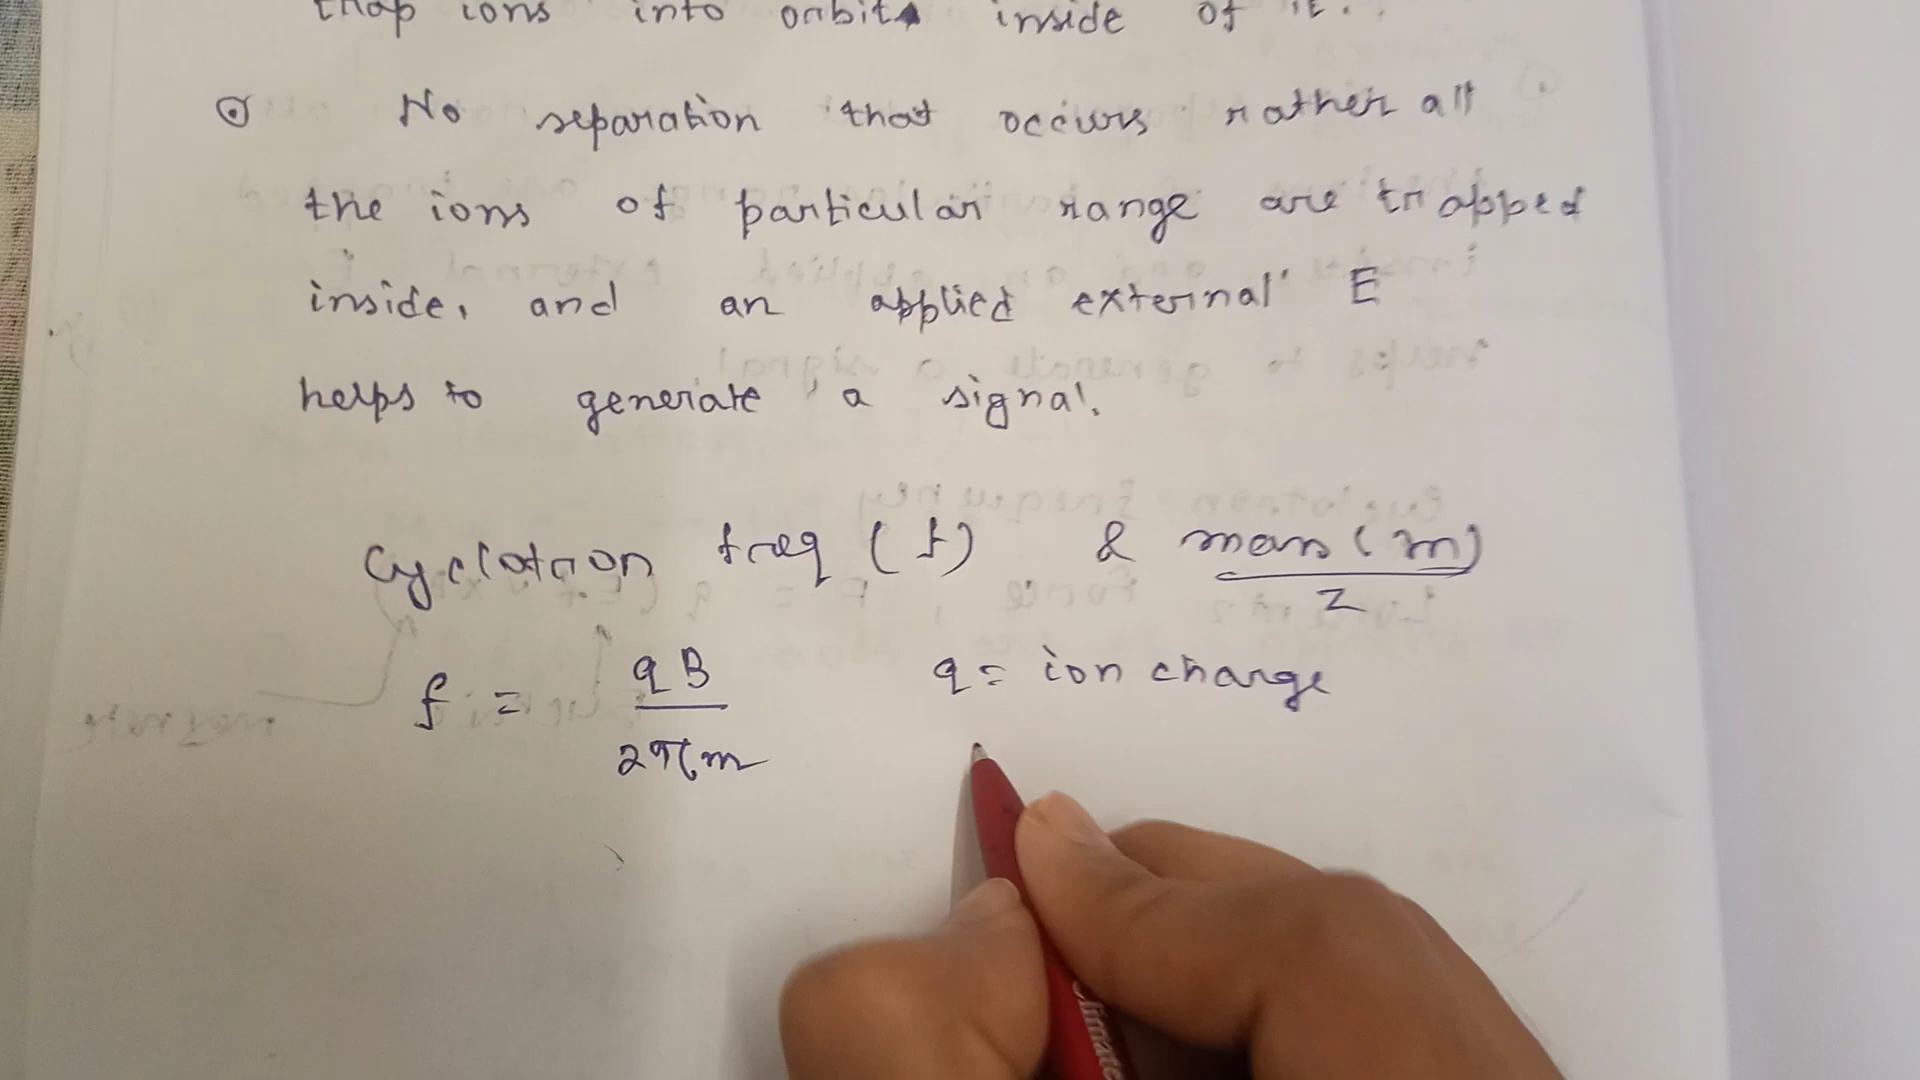 trap ions into orbit inside of it.
No separation that occurs rather all
the ions of particular range are trapped
inside, and an applied external E
helps to generate a signal.
Cyclotron freq (f) & mass (m)
z
f = qB q = ion charge
2πm
climate